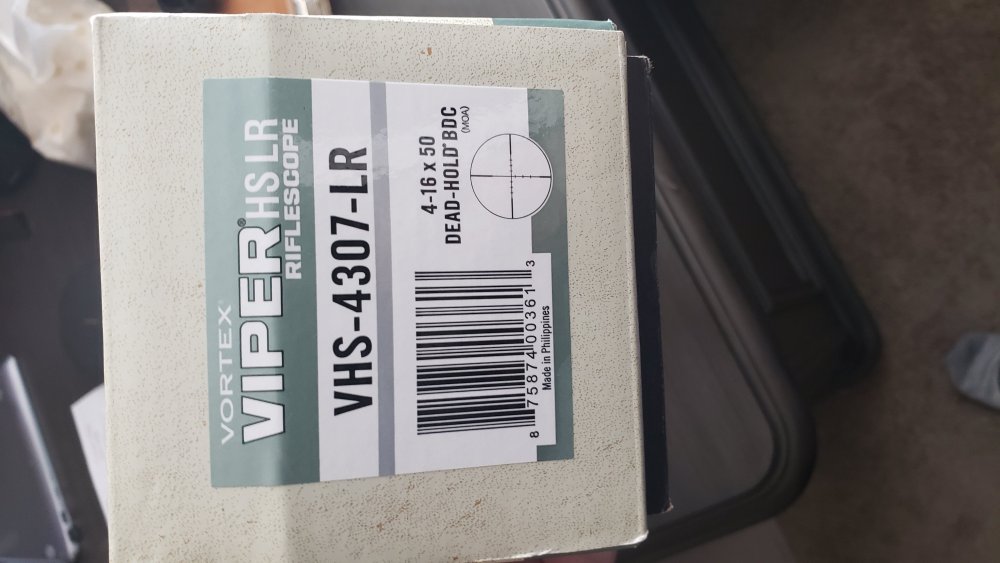 VORTEX®
VIPER® HS LR
RIFLESCOPE
VHS-4307-LR
4-16 x 50
DEAD-HOLD® BDC
(MOA)
8 75874 00361 3
Made in Philippines